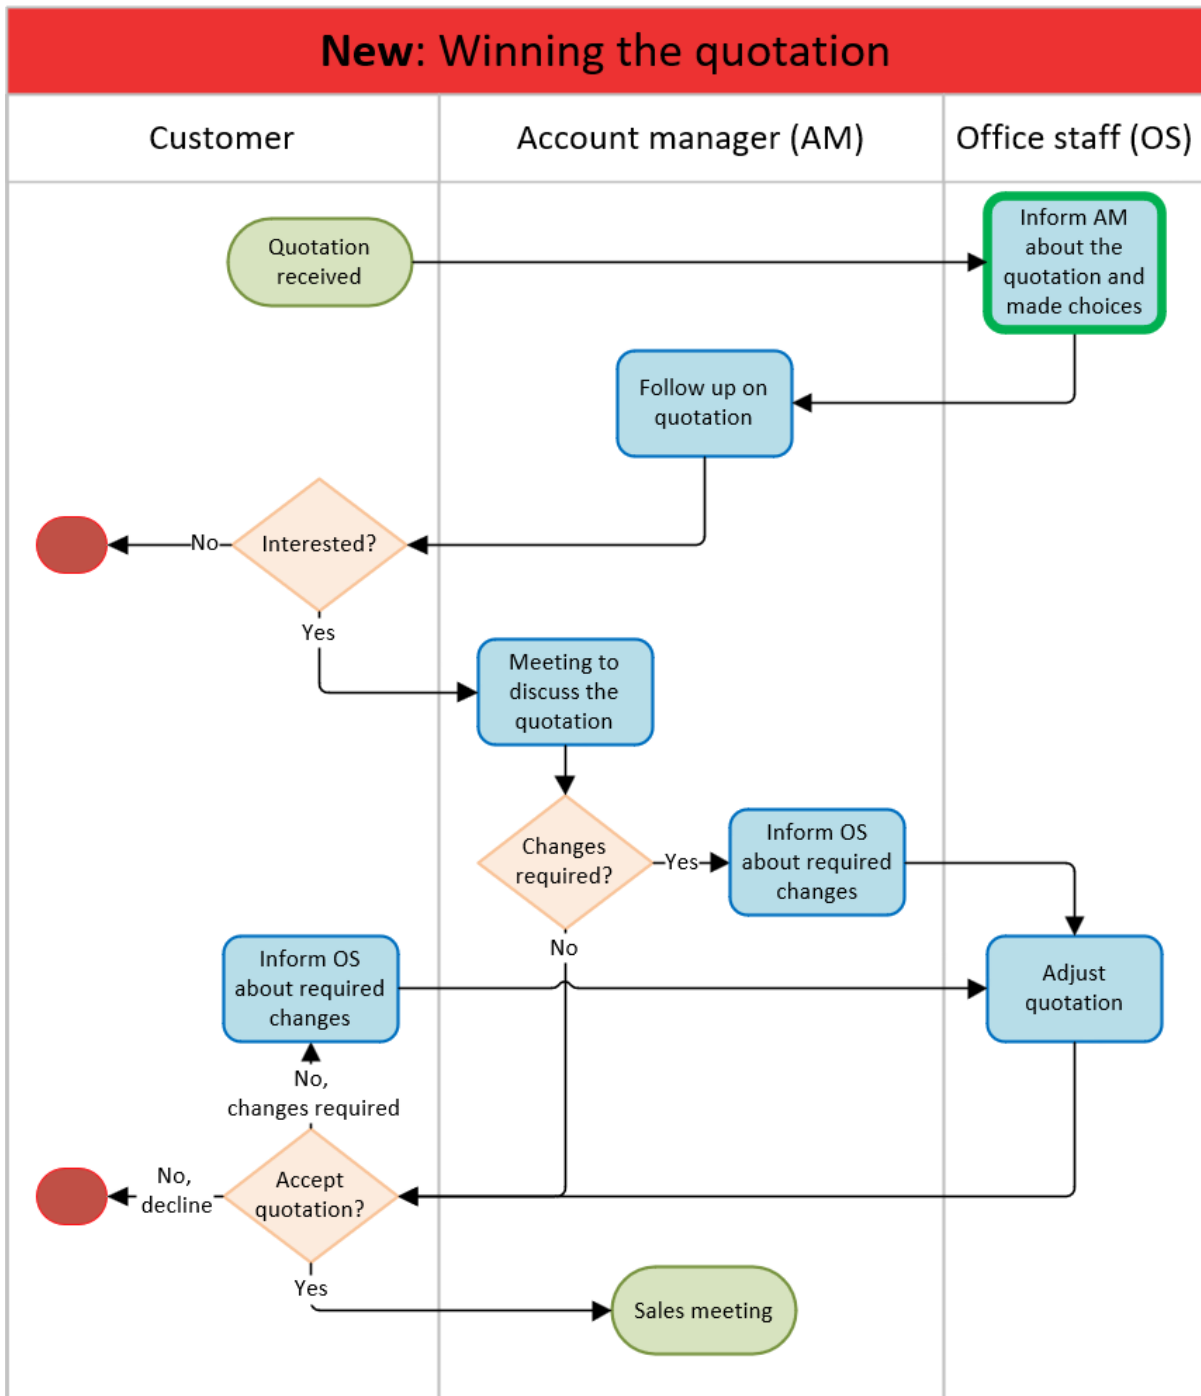 New: Winning the quotation
Customer
Account manager (AM)
Office staff (OS)
Quotation
received
Inform AM
about the
quotation and
made choices
Follow up on
quotation
Interested?
No
Yes
Meeting to
discuss the
quotation
Changes
required?
Yes
Inform OS
about required
changes
No
Inform OS
about required
changes
Adjust
quotation
No,
changes required
Accept
quotation?
No,
decline
Yes
Sales meeting